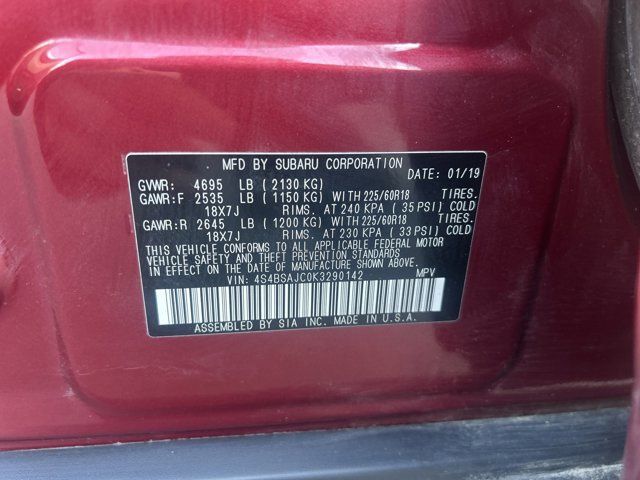 MFD BY SUBARU CORPORATION
DATE: 01/19
GVWR: 4695 LB ( 2130 KG)
GAWR:F 2535 LB ( 1150 KG) WITH 225/60R18 TIRES.
18X7J RIMS. AT 240 KPA ( 35 PSI) COLD
GAWR:R 2645 LB ( 1200 KG) WITH 225/60R18 TIRES.
18X7J RIMS. AT 230 KPA ( 33 PSI) COLD
THIS VEHICLE CONFORMS TO ALL APPLICABLE FEDERAL MOTOR
VEHICLE SAFETY AND THEFT PREVENTION STANDARDS
IN EFFECT ON THE DATE OF MANUFACTURE SHOWN ABOVE.
VIN: 4S4BSAJC0K3290142 MPV
ASSEMBLED BY SIA INC. MADE IN U.S.A.